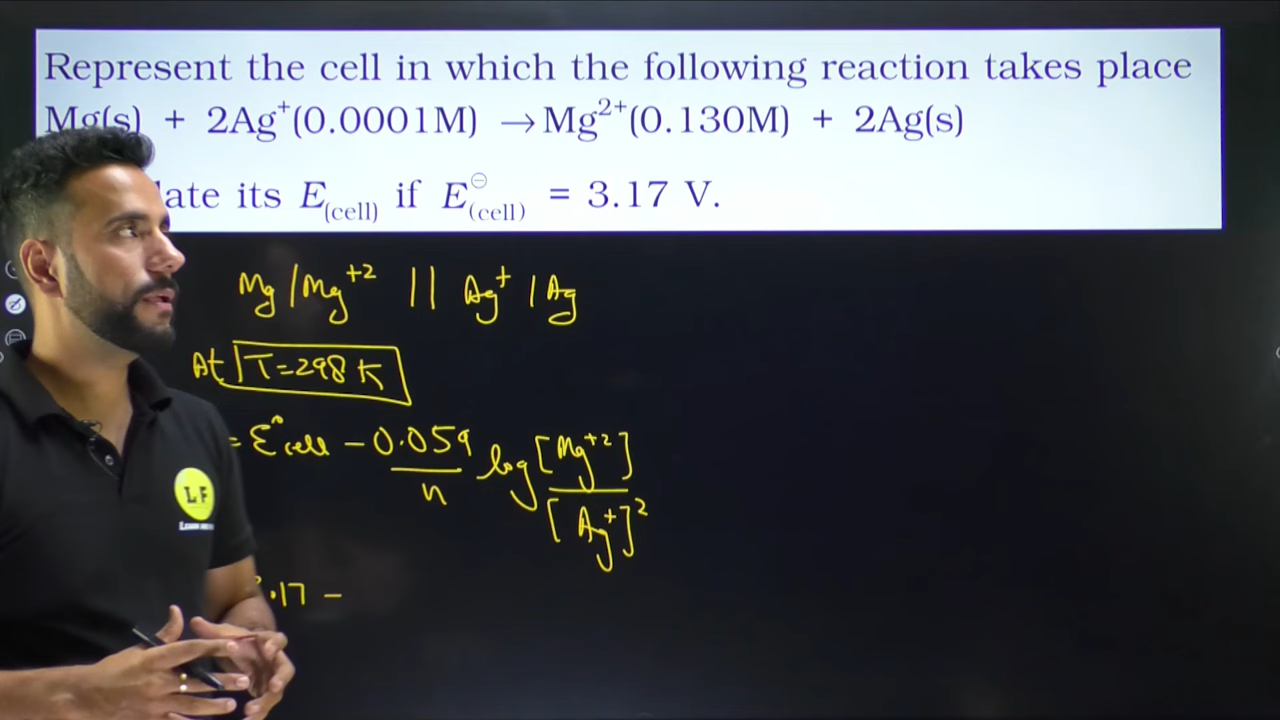 Represent the cell in which the following reaction takes place
Mg(s) + 2Ag⁺(0.0001M) → Mg²⁺(0.130M) + 2Ag(s)
late its E(cell) if E⊖(cell) = 3.17 V.
Mg/Mg⁺² || Ag⁺ | Ag
At T=298 K
= E°cell − 0.059/n log [Mg⁺²]/[Ag⁺]²
.17 −
LF